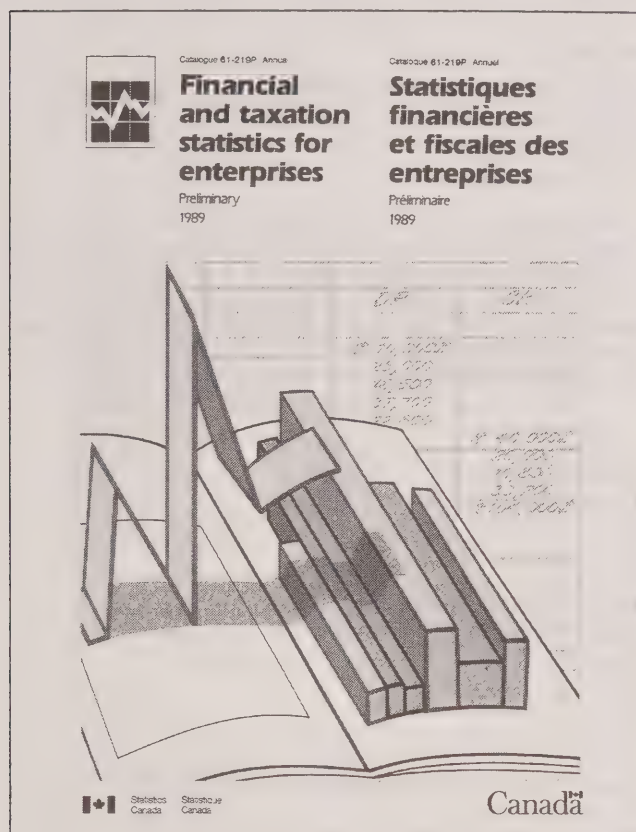 Catalogue 61-219P Annual
Financial
and taxation
statistics for
enterprises
Preliminary
1989
Catalogue 61-219P Annuel
Statistiques
financières
et fiscales des
entreprises
Préliminaire
1989
Statistics
Canada
Statistique
Canada
Canada